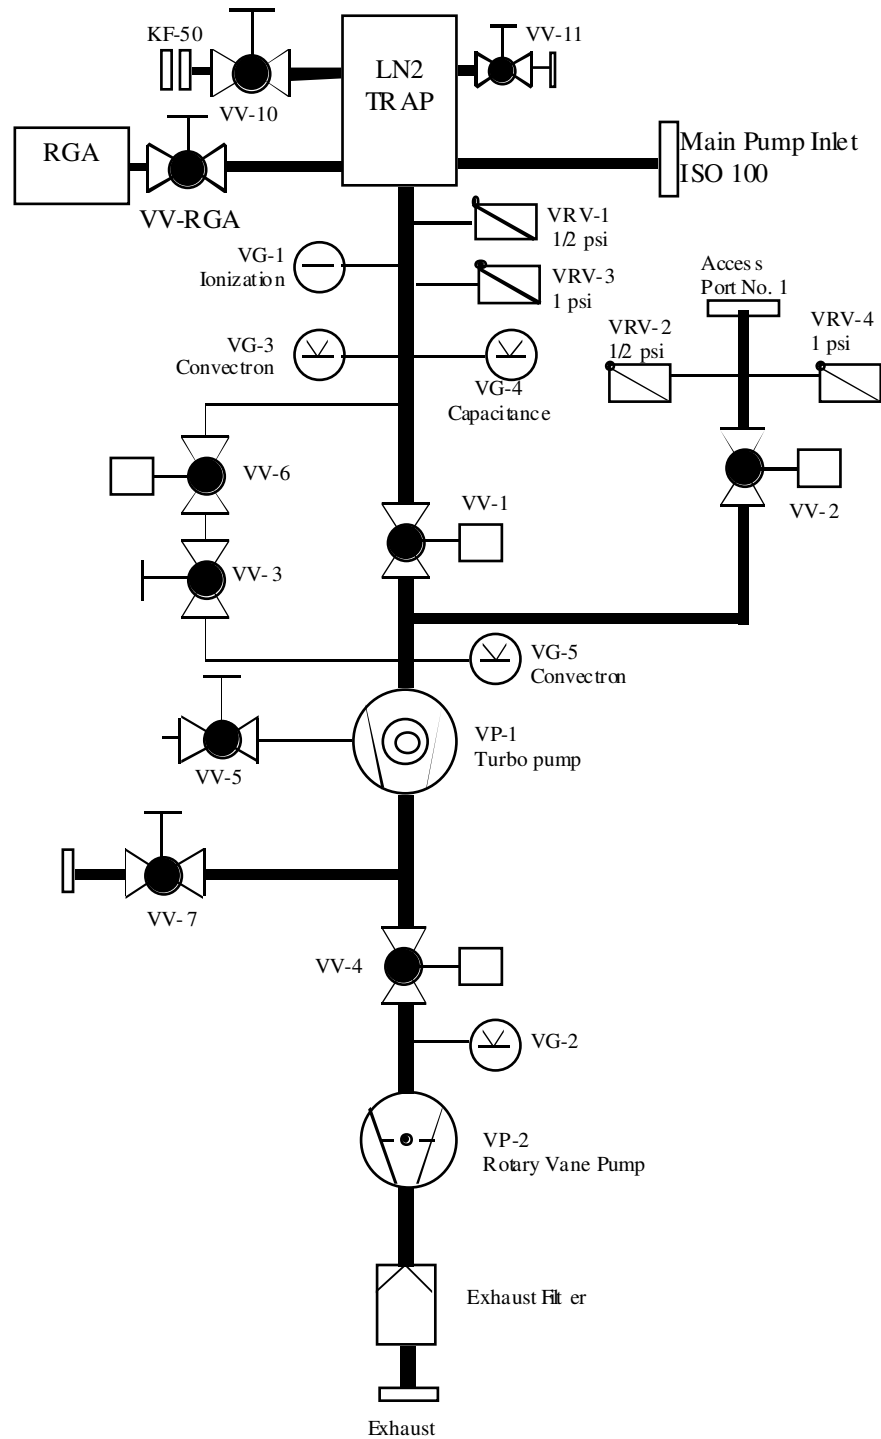 KF-50
VV-11
LN2
TRAP
VV-10
RGA
Main Pump Inlet
ISO 100
VV-RGA
VRV-1
1/2 psi
VG-1
Ionization
VRV-3
1 psi
Access
Port No. 1
VRV-2
1/2 psi
VRV-4
1 psi
VG-3
Convectron
VG-4
Capacitance
VV-6
VV-1
VV-2
VV-3
VG-5
Convectron
VP-1
Turbo pump
VV-5
VV-7
VV-4
VG-2
VP-2
Rotary Vane Pump
Exhaust Filter
Exhaust